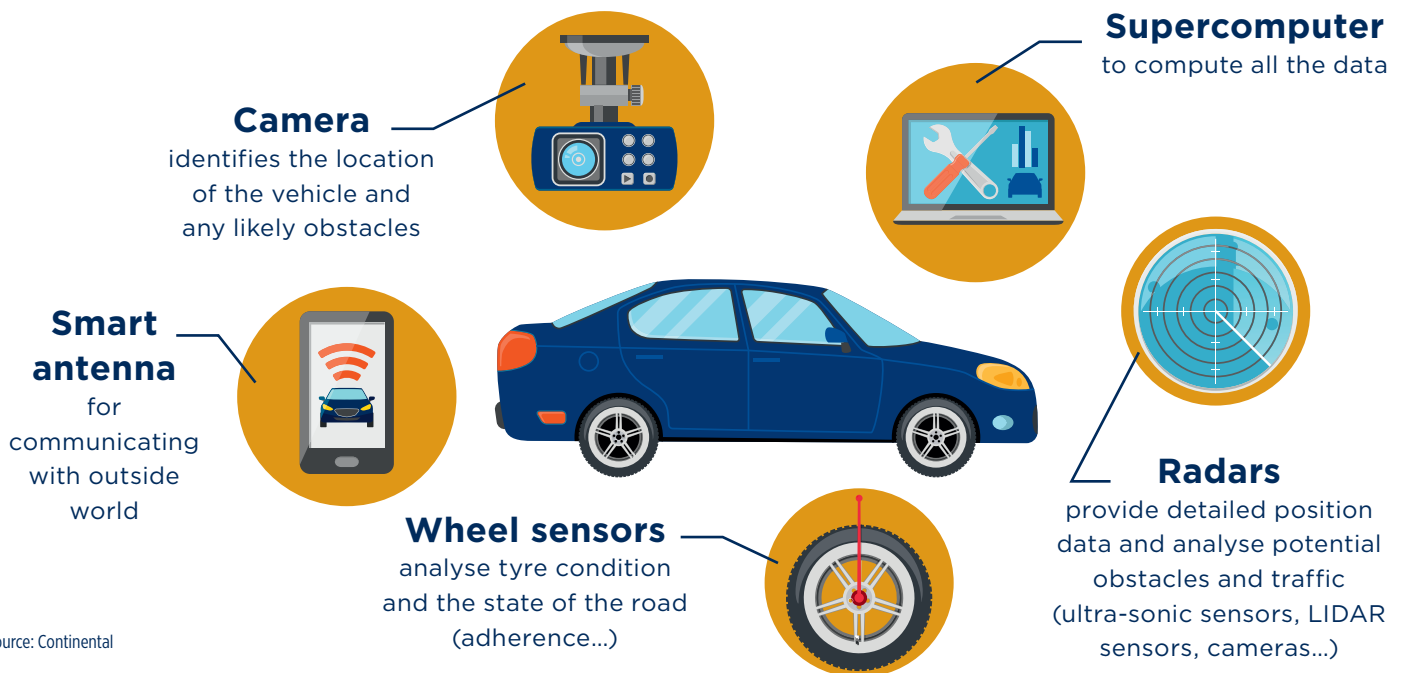 Supercomputer
to compute all the data
Camera
identifies the location
of the vehicle and
any likely obstacles
Smart
antenna
for
communicating
with outside
world
Wheel sensors
analyse tyre condition
and the state of the road
(adherence...)
Radars
provide detailed position
data and analyse potential
obstacles and traffic
(ultra-sonic sensors, LIDAR
sensors, cameras...)
ource: Continental